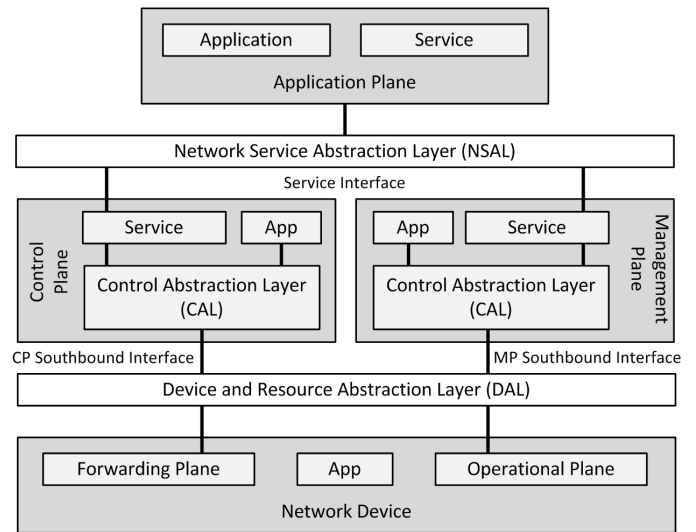 Application
Service
Application Plane
Network Service Abstraction Layer (NSAL)
Service Interface
Control
Plane
Service
App
Control Abstraction Layer
(CAL)
App
Service
Control Abstraction Layer
(CAL)
Management
Plane
CP Southbound Interface
MP Southbound Interface
Device and Resource Abstraction Layer (DAL)
Forwarding Plane
App
Operational Plane
Network Device